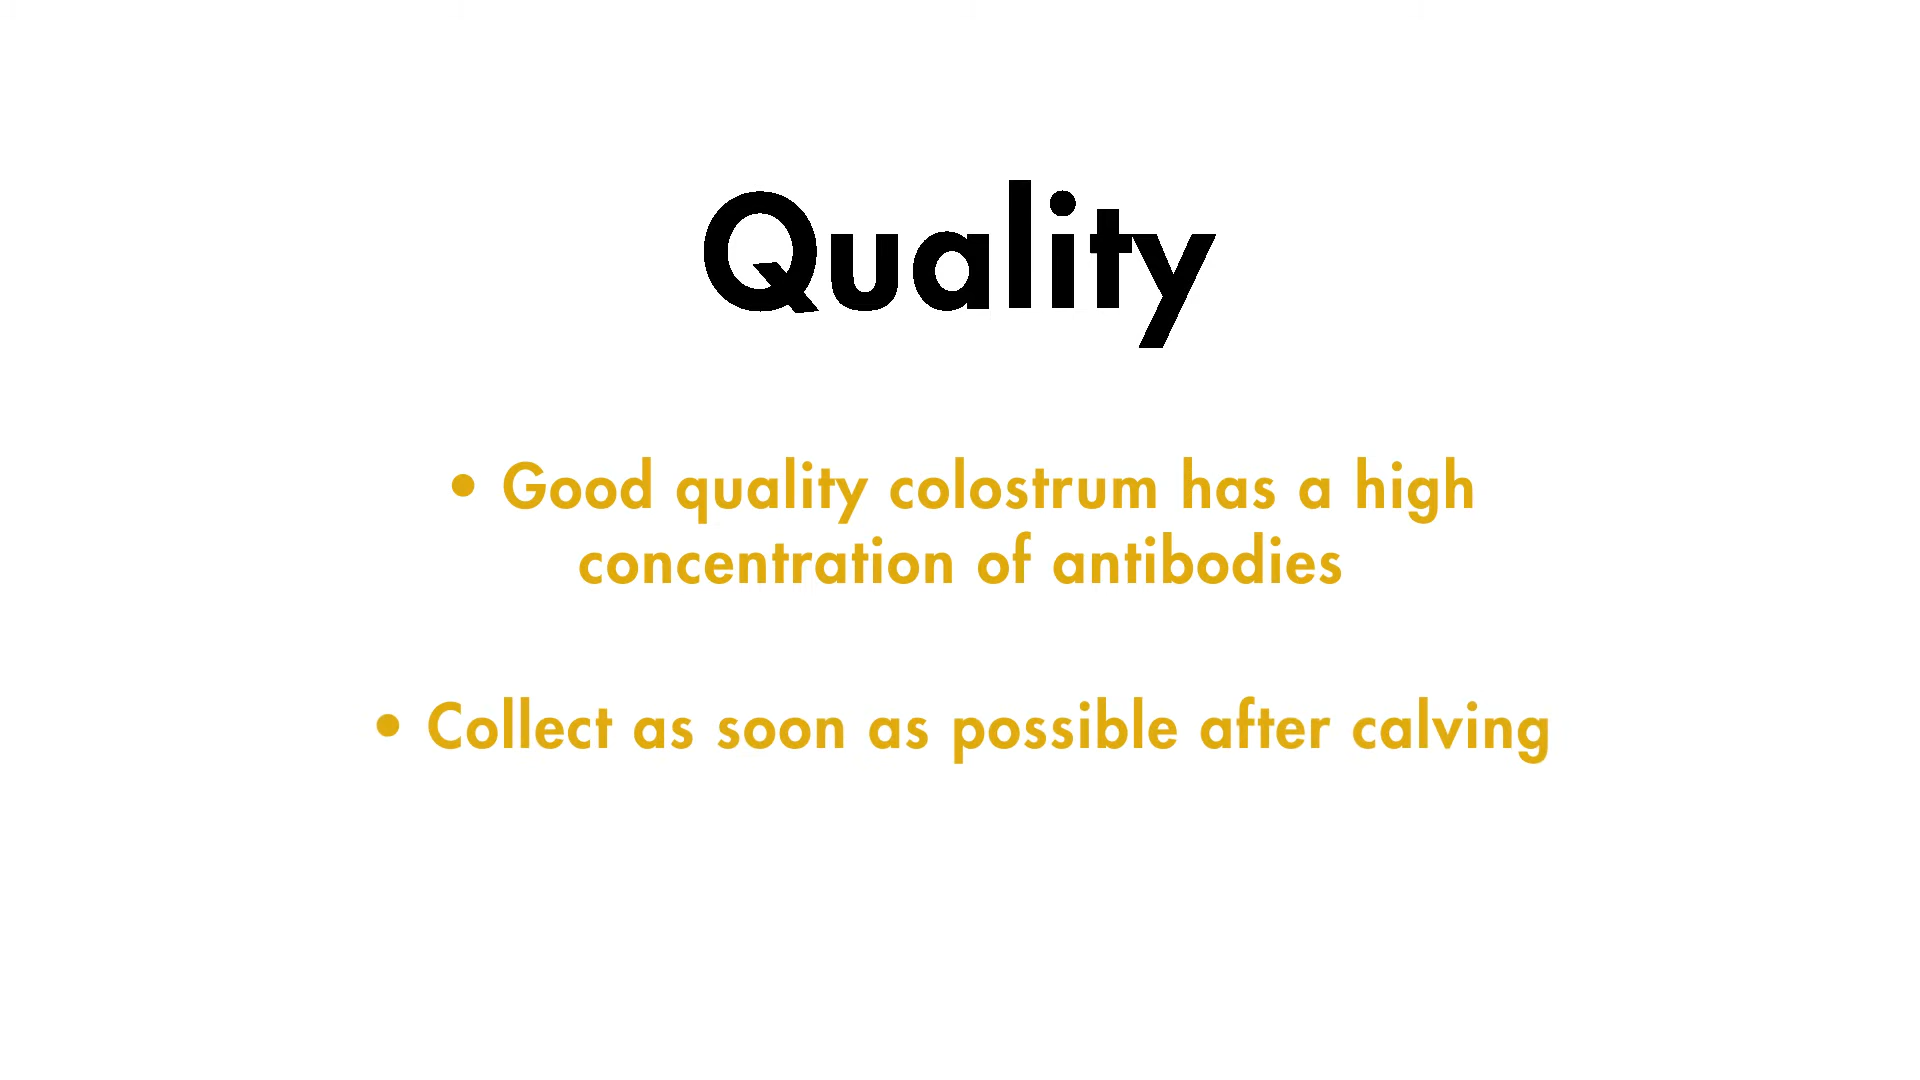 Quality
• Good quality colostrum has a high
concentration of antibodies
• Collect as soon as possible after calving